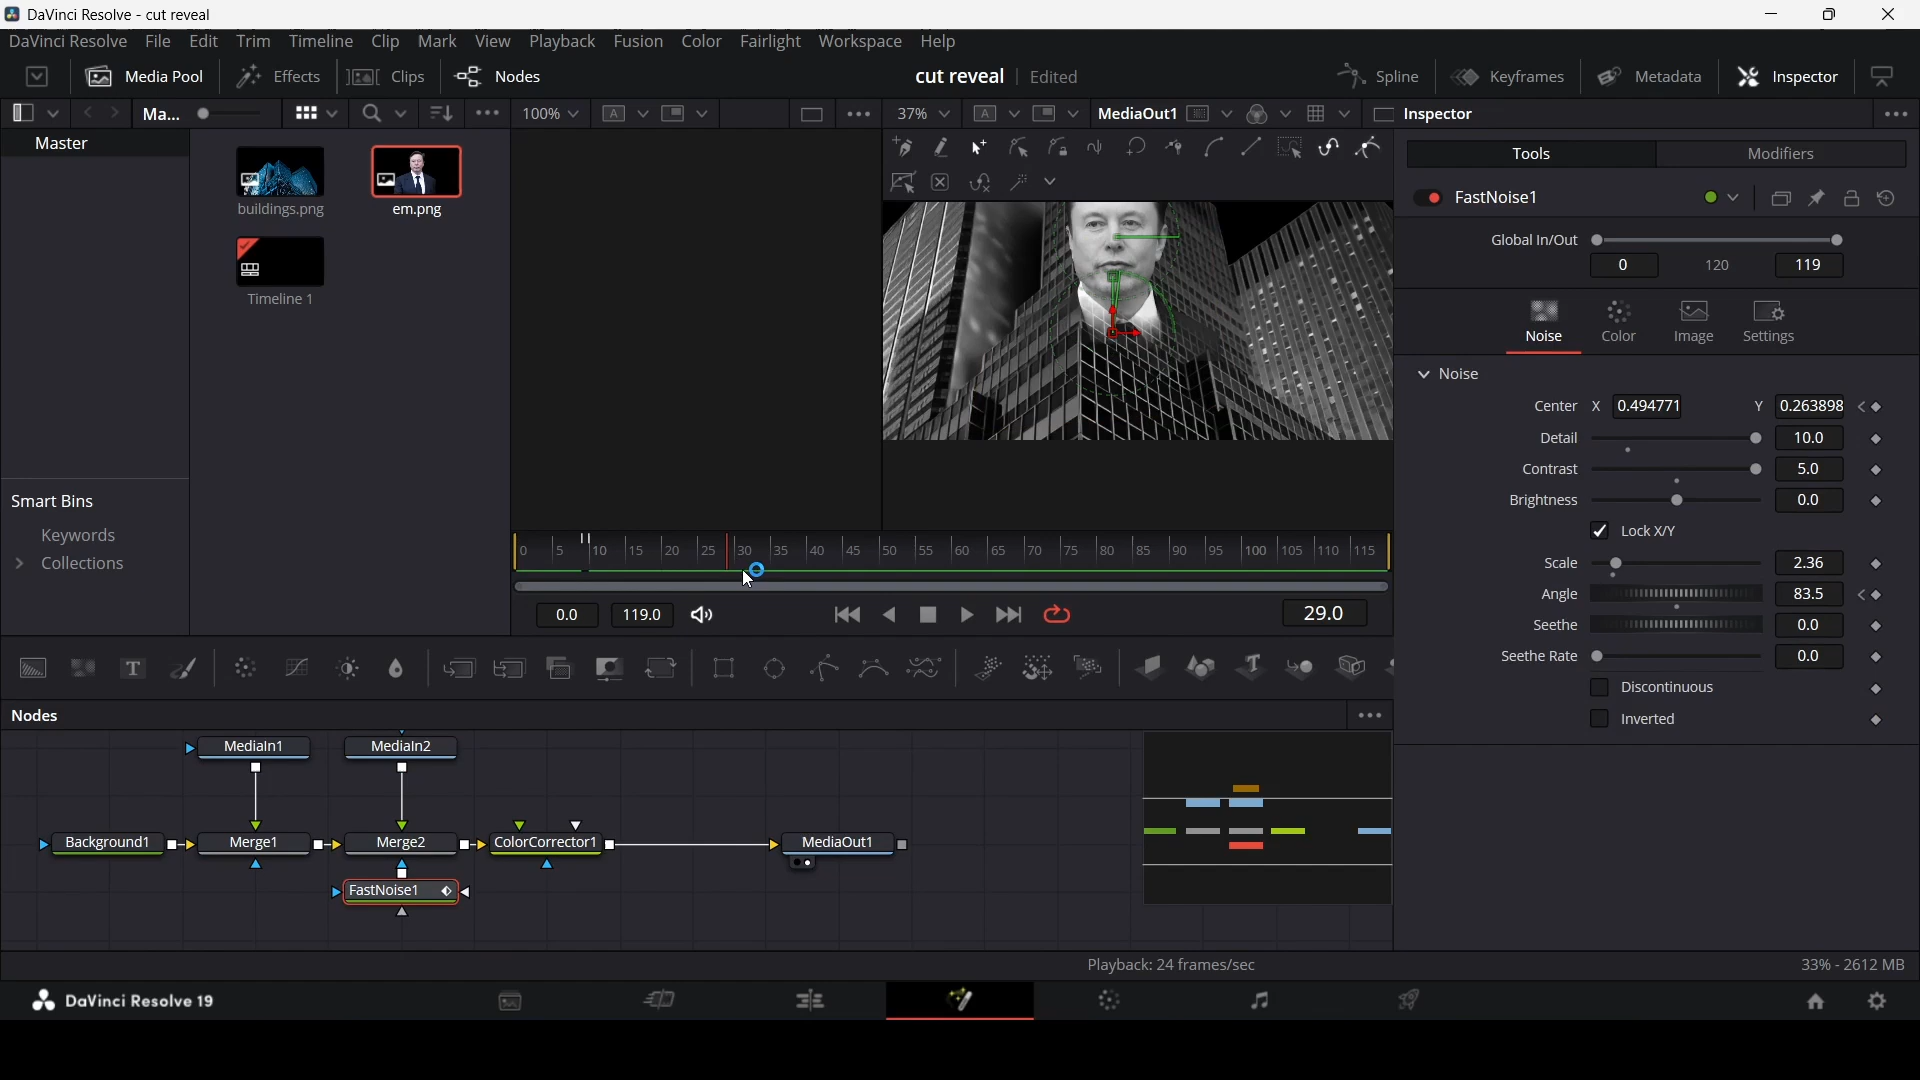 DaVinci Resolve - cut reveal
DaVinci Resolve File Edit Trim Timeline Clip Mark View Playback Fusion Color Fairlight Workspace Help
Media Pool Effects Clips Nodes cut reveal Edited Spline Keyframes Metadata Inspector
Ma... 100% 37% MediaOut1 Inspector
Master
buildings.png em.png
Timeline 1
Smart Bins
Keywords
Collections
Tools Modifiers
FastNoise1
Global In/Out
0 120 119
Noise Color Image Settings
Noise
Center X 0.494771 Y 0.263898
Detail 10.0
Contrast 5.0
Brightness 0.0
Lock X/Y
Scale 2.36
Angle 83.5
Seethe 0.0
Seethe Rate 0.0
Discontinuous
Inverted
0 5 10 15 20 25 30 35 40 45 50 55 60 65 70 75 80 85 90 95 100 105 110 115
0.0 119.0 29.0
Nodes
MediaIn1 MediaIn2
Background1 Merge1 Merge2 ColorCorrector1 MediaOut1
FastNoise1
Playback: 24 frames/sec 33% - 2612 MB
DaVinci Resolve 19